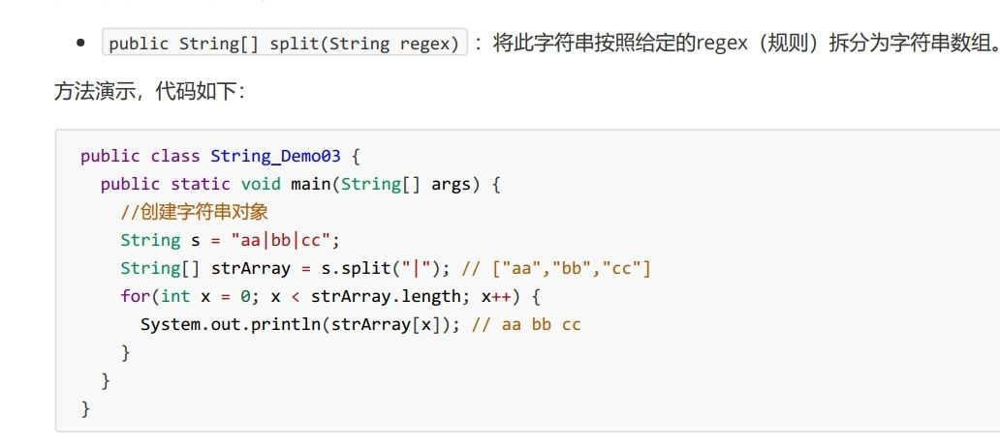 • public String[] split(String regex) ：将此字符串按照给定的regex（规则）拆分为字符串数组。
方法演示，代码如下：
public class String_Demo03 {
  public static void main(String[] args) {
    //创建字符串对象
    String s = "aa|bb|cc";
    String[] strArray = s.split("|"); // ["aa","bb","cc"]
    for(int x = 0; x < strArray.length; x++) {
      System.out.println(strArray[x]); // aa bb cc
    }
  }
}